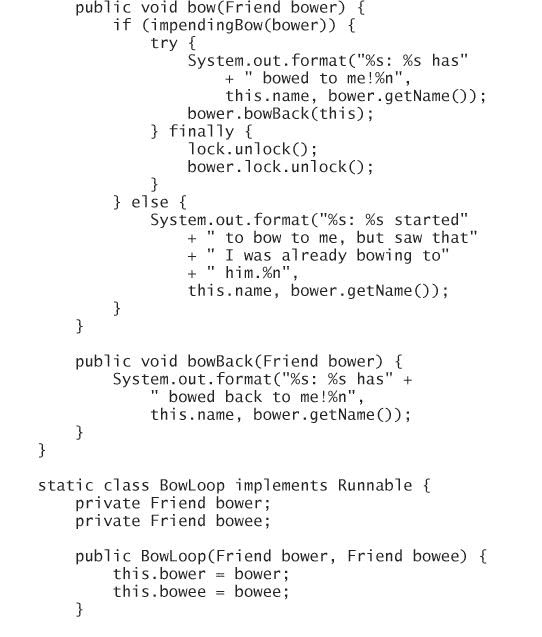 public void bow(Friend bower) {
    if (impendingBow(bower)) {
        try {
            System.out.format("%s: %s has"
                + " bowed to me!%n",
                this.name, bower.getName());
            bower.bowBack(this);
        } finally {
            lock.unlock();
            bower.lock.unlock();
        }
    } else {
        System.out.format("%s: %s started"
            + " to bow to me, but saw that"
            + " I was already bowing to"
            + " him.%n",
            this.name, bower.getName());
    }
}

public void bowBack(Friend bower) {
    System.out.format("%s: %s has" +
        " bowed back to me!%n",
        this.name, bower.getName());
}
}

static class BowLoop implements Runnable {
    private Friend bower;
    private Friend bowee;

    public BowLoop(Friend bower, Friend bowee) {
        this.bower = bower;
        this.bowee = bowee;
    }